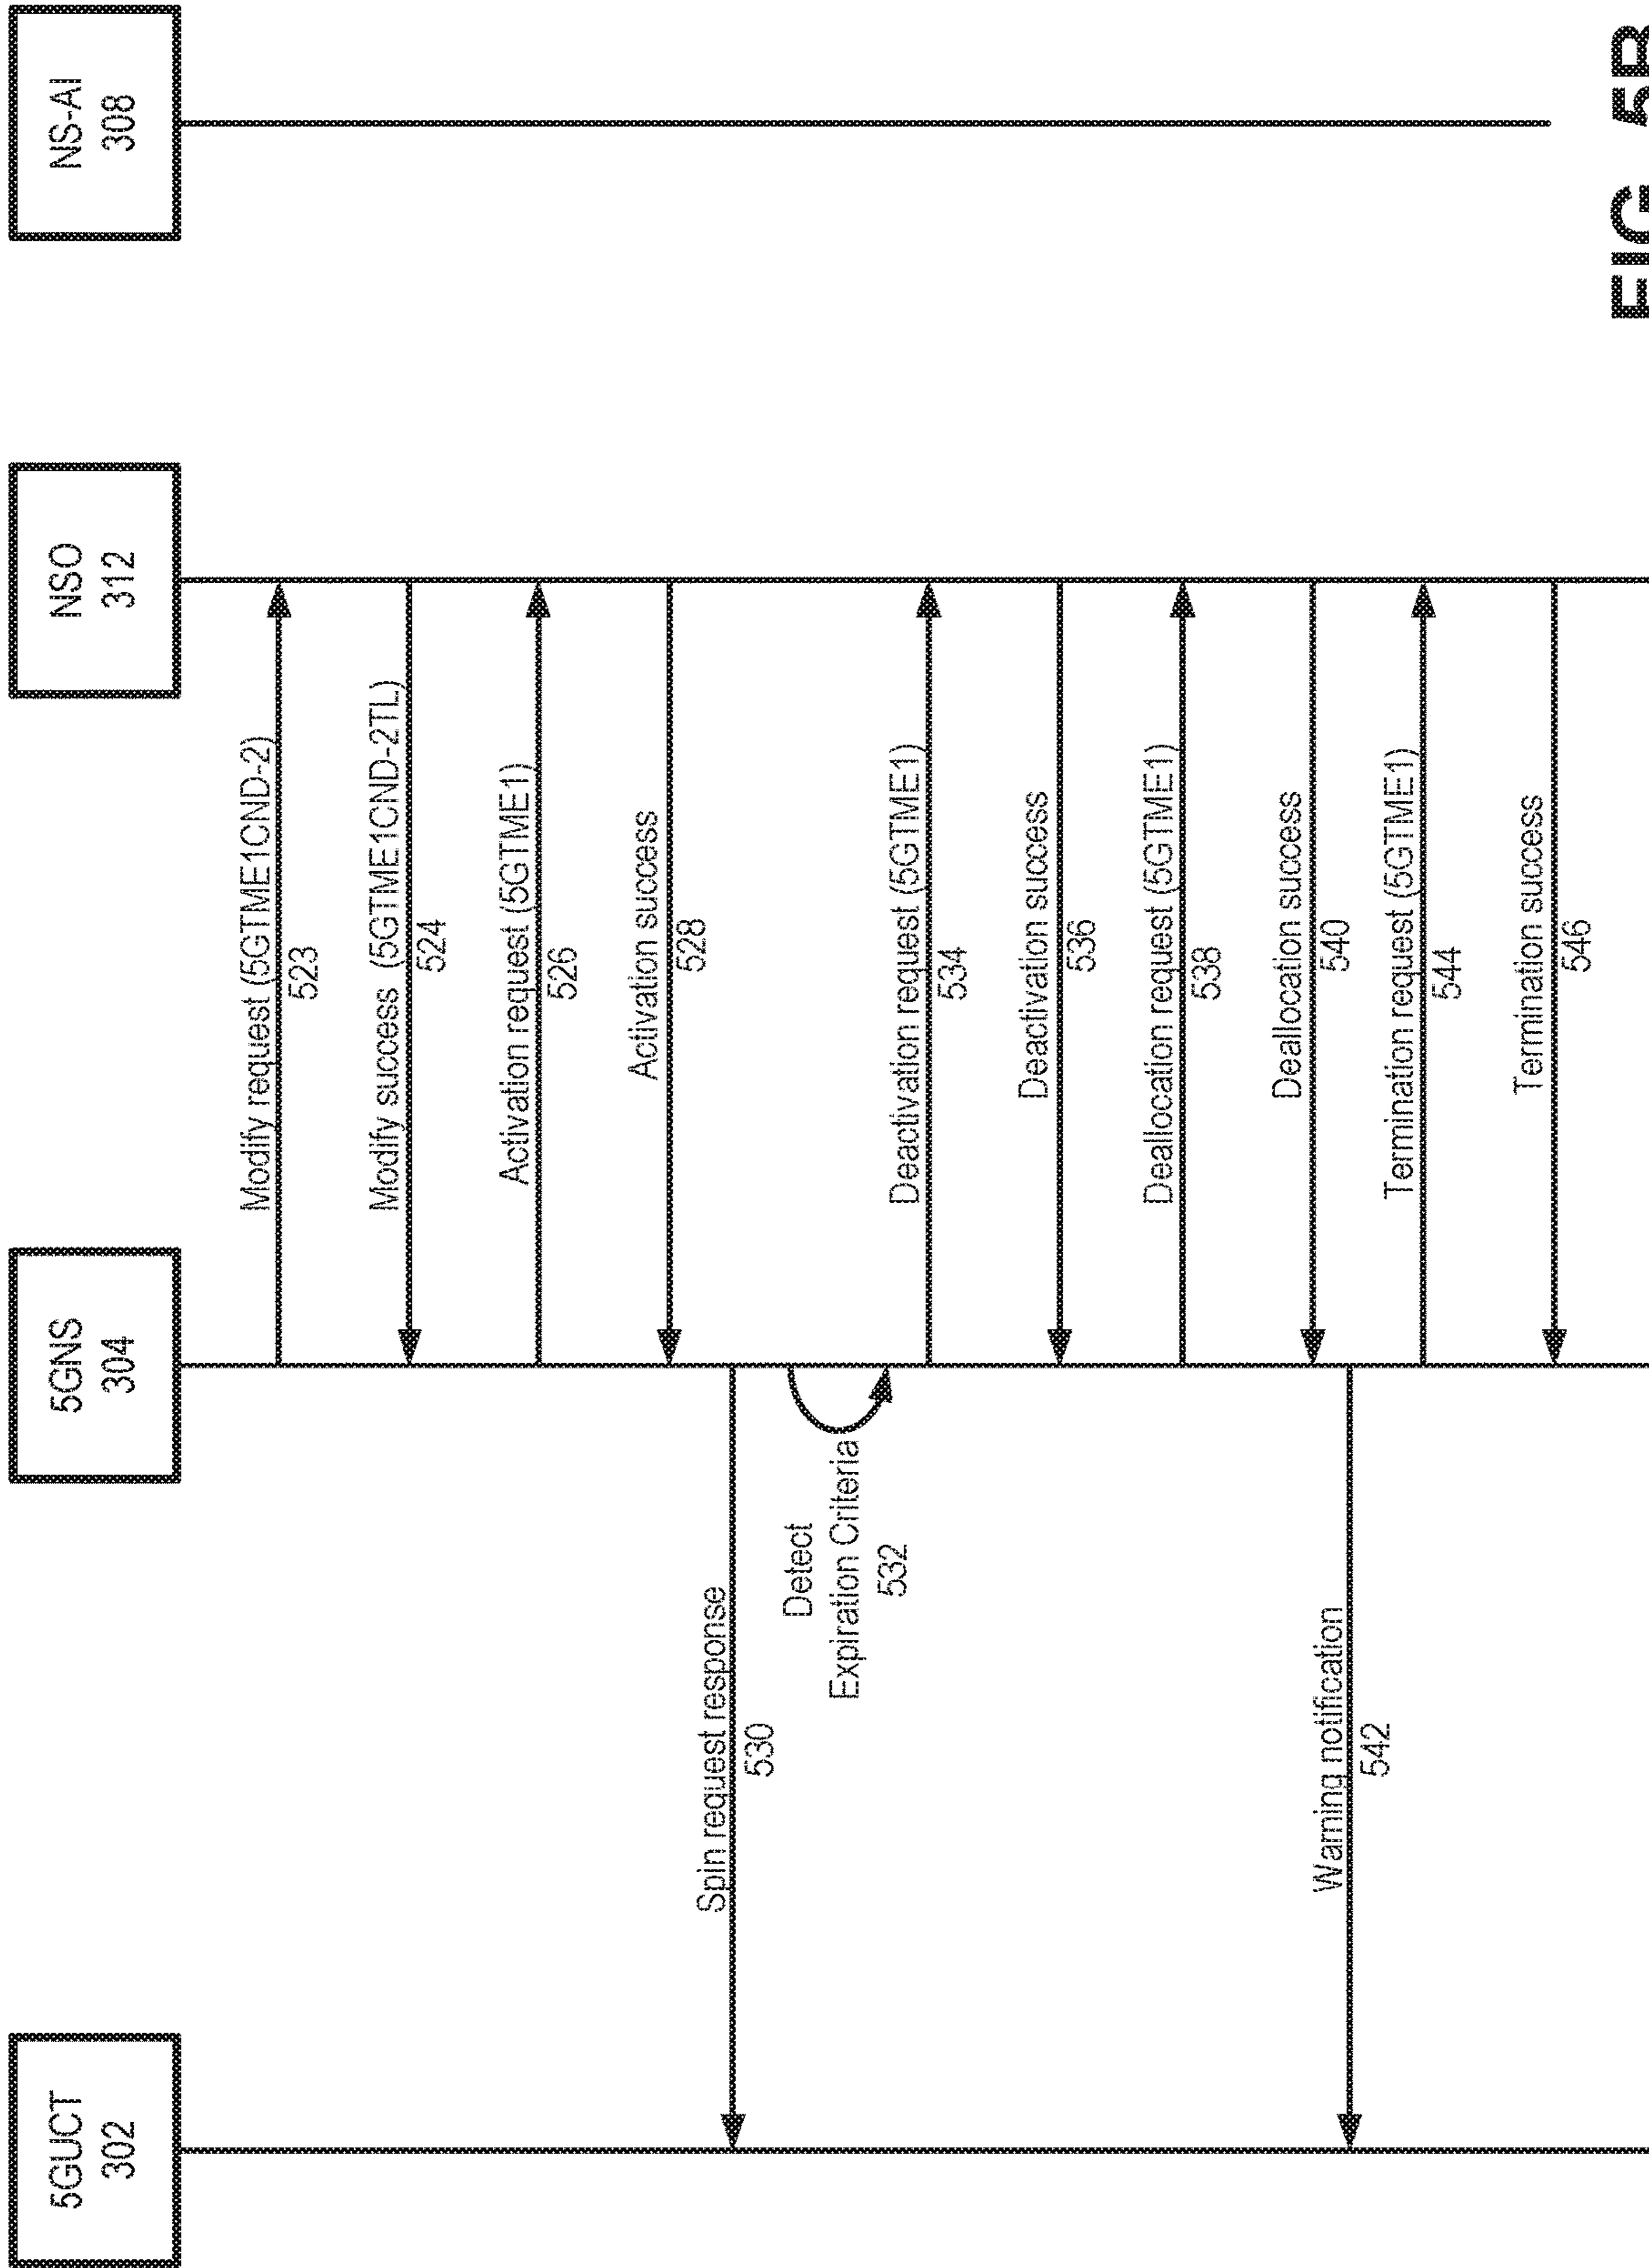 5GUCT
302
5GNS
304
NSO
312
NS-AI
308
Modify request (5GTME1CND-2)
523
Modify success (5GTME1CND-2TL)
524
Activation request (5GTME1)
526
Activation success
528
Spin request response
530
Detect
Expiration Criteria
532
Deactivation request (5GTME1)
534
Deactivation success
536
Deallocation request (5GTME1)
538
Deallocation success
540
Warning notification
542
Termination request (5GTME1)
544
Termination success
546
FIG. 5B